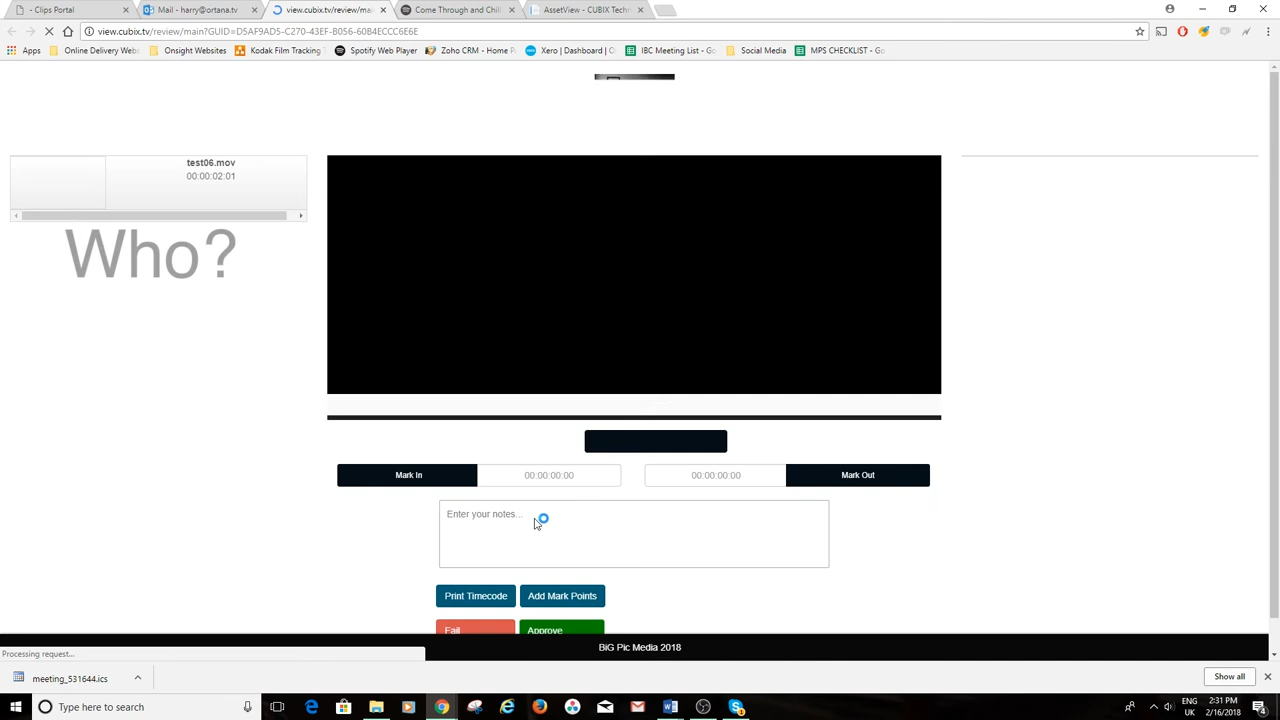 - Clips Portal
Mail - harry@ortana.tv
view.cubix.tv/review/mai
Come Through and Chill
AssetView - CUBIX Techn
view.cubix.tv/review/main?GUID=D5AF9AD5-C270-43EF-B056-60B4ECCC6E6E
Apps
Online Delivery Webs
Onsight Websites
Kodak Film Tracking
Spotify Web Player
Zoho CRM - Home P
Xero | Dashboard | O
IBC Meeting List - Go
Social Media
MPS CHECKLIST - Go
test06.mov
00:00:02:01
Who?
Mark In
00:00:00:00
00:00:00:00
Mark Out
Enter your notes...
Print Timecode
Add Mark Points
Fail
Approve
BiG Pic Media 2018
Processing request...
meeting_531644.ics
Show all
Type here to search
ENG
UK
2:31 PM
2/16/2018
4